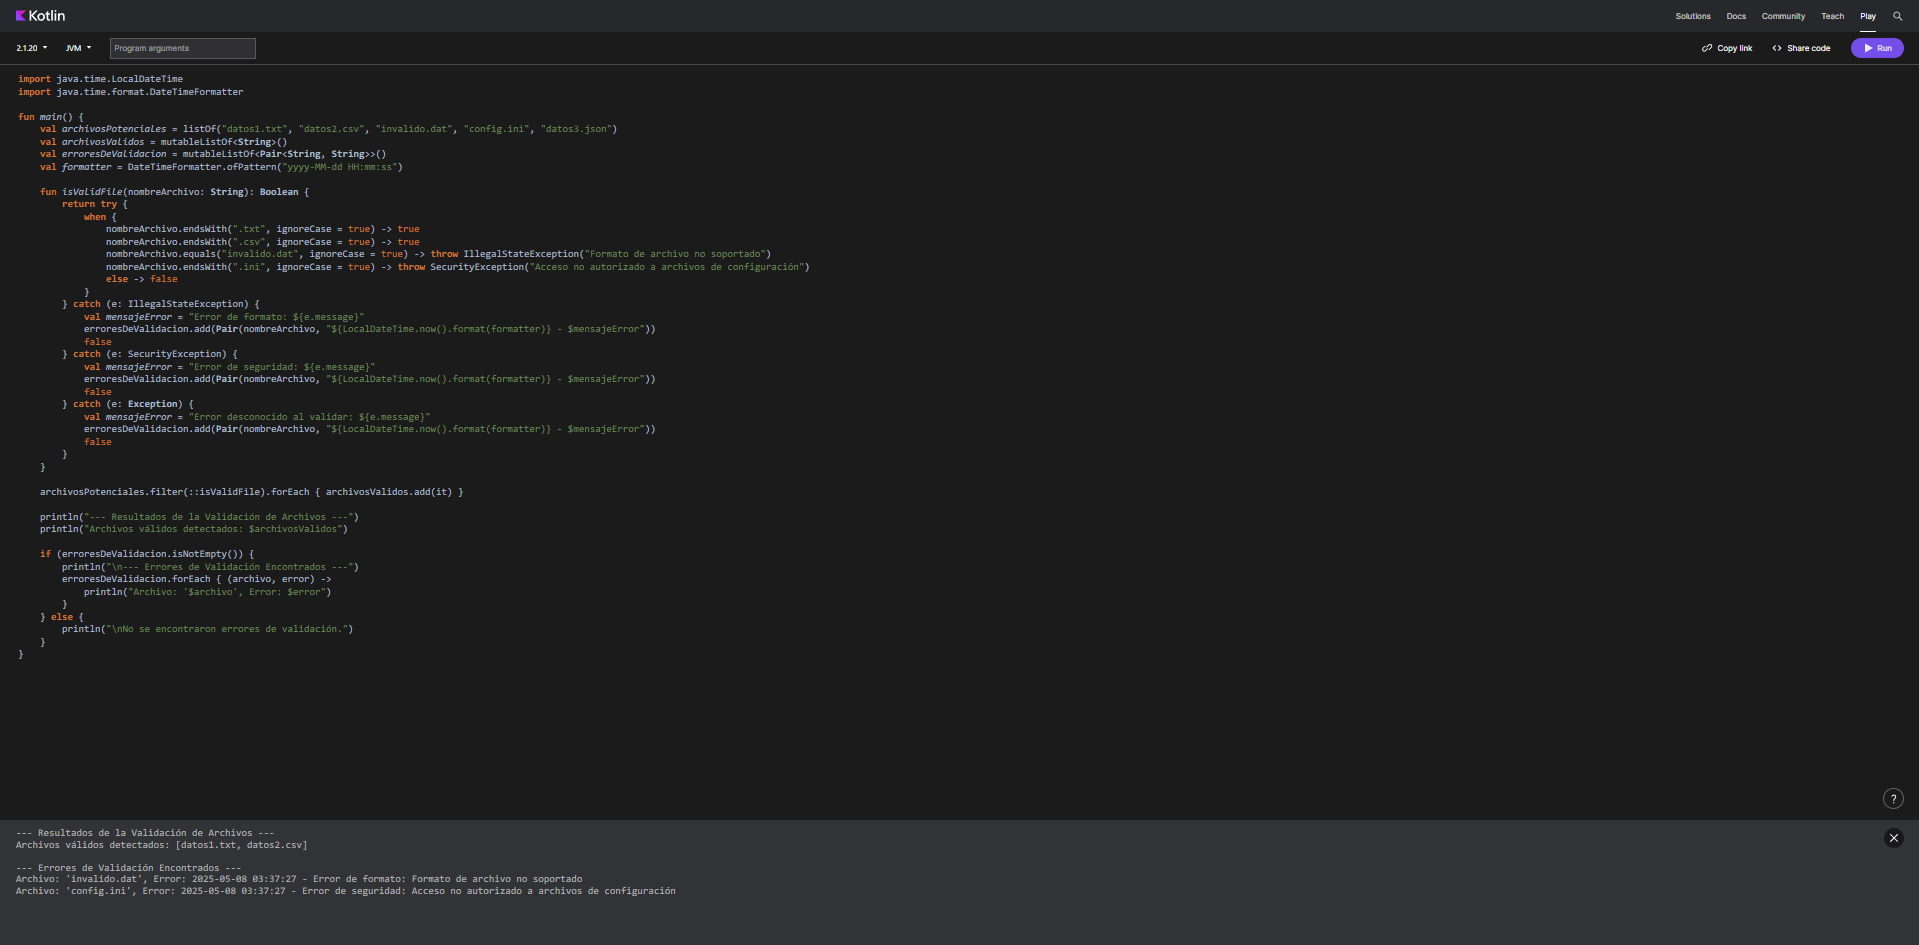 Kotlin
Solutions Docs Community Teach Play
2.1.20 JVM Program arguments Copy link Share code Run
import java.time.LocalDateTime
import java.time.format.DateTimeFormatter
fun main() {
    val archivosPotenciales = listOf("datos1.txt", "datos2.csv", "invalido.dat", "config.ini", "datos3.json")
    val archivosValidos = mutableListOf<String>()
    val erroresDeValidacion = mutableListOf<Pair<String, String>>()
    val formatter = DateTimeFormatter.ofPattern("yyyy-MM-dd HH:mm:ss")
    fun isValidFile(nombreArchivo: String): Boolean {
        return try {
            when {
                nombreArchivo.endsWith(".txt", ignoreCase = true) -> true
                nombreArchivo.endsWith(".csv", ignoreCase = true) -> true
                nombreArchivo.equals("invalido.dat", ignoreCase = true) -> throw IllegalStateException("Formato de archivo no soportado")
                nombreArchivo.endsWith(".ini", ignoreCase = true) -> throw SecurityException("Acceso no autorizado a archivos de configuración")
                else -> false
            }
        } catch (e: IllegalStateException) {
            val mensajeError = "Error de formato: ${e.message}"
            erroresDeValidacion.add(Pair(nombreArchivo, "${LocalDateTime.now().format(formatter)} - $mensajeError"))
            false
        } catch (e: SecurityException) {
            val mensajeError = "Error de seguridad: ${e.message}"
            erroresDeValidacion.add(Pair(nombreArchivo, "${LocalDateTime.now().format(formatter)} - $mensajeError"))
            false
        } catch (e: Exception) {
            val mensajeError = "Error desconocido al validar: ${e.message}"
            erroresDeValidacion.add(Pair(nombreArchivo, "${LocalDateTime.now().format(formatter)} - $mensajeError"))
            false
        }
    }
    archivosPotenciales.filter(::isValidFile).forEach { archivosValidos.add(it) }
    println("--- Resultados de la Validación de Archivos ---")
    println("Archivos válidos detectados: $archivosValidos")
    if (erroresDeValidacion.isNotEmpty()) {
        println("\n--- Errores de Validación Encontrados ---")
        erroresDeValidacion.forEach { (archivo, error) ->
            println("Archivo: '$archivo', Error: $error")
        }
    } else {
        println("\nNo se encontraron errores de validación.")
    }
}
?
--- Resultados de la Validación de Archivos ---
Archivos válidos detectados: [datos1.txt, datos2.csv]
--- Errores de Validación Encontrados ---
Archivo: 'invalido.dat', Error: 2025-05-08 03:37:27 - Error de formato: Formato de archivo no soportado
Archivo: 'config.ini', Error: 2025-05-08 03:37:27 - Error de seguridad: Acceso no autorizado a archivos de configuración